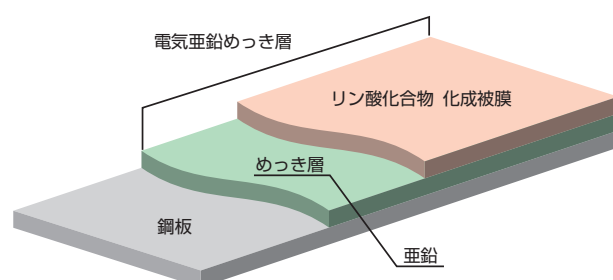 電気亜鉛めっき層
リン酸化合物 化成被膜
めっき層
鋼板
亜鉛